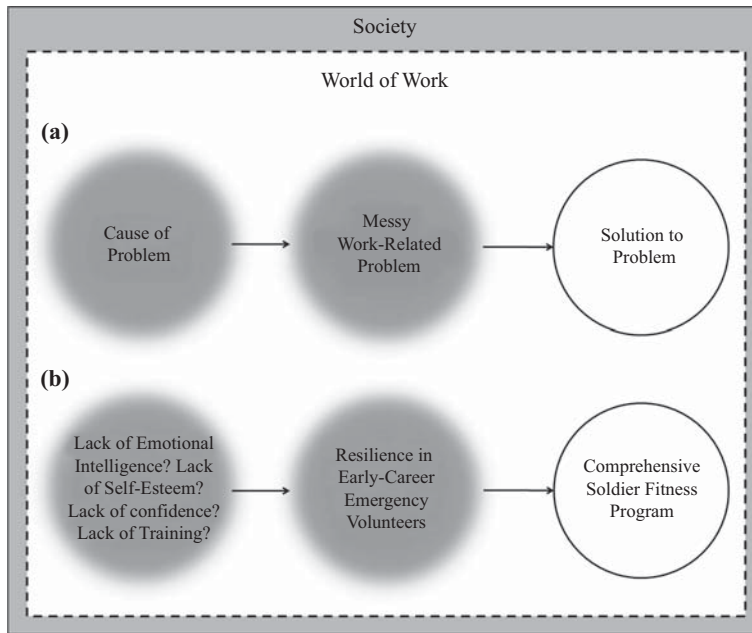 Society
World of Work
(a)
Cause of
Problem
Messy
Work-Related
Problem
Solution to
Problem
(b)
Lack of Emotional
Intelligence? Lack
of Self-Esteem?
Lack of confidence?
Lack of Training?
Resilience in
Early-Career
Emergency
Volunteers
Comprehensive
Soldier Fitness
Program